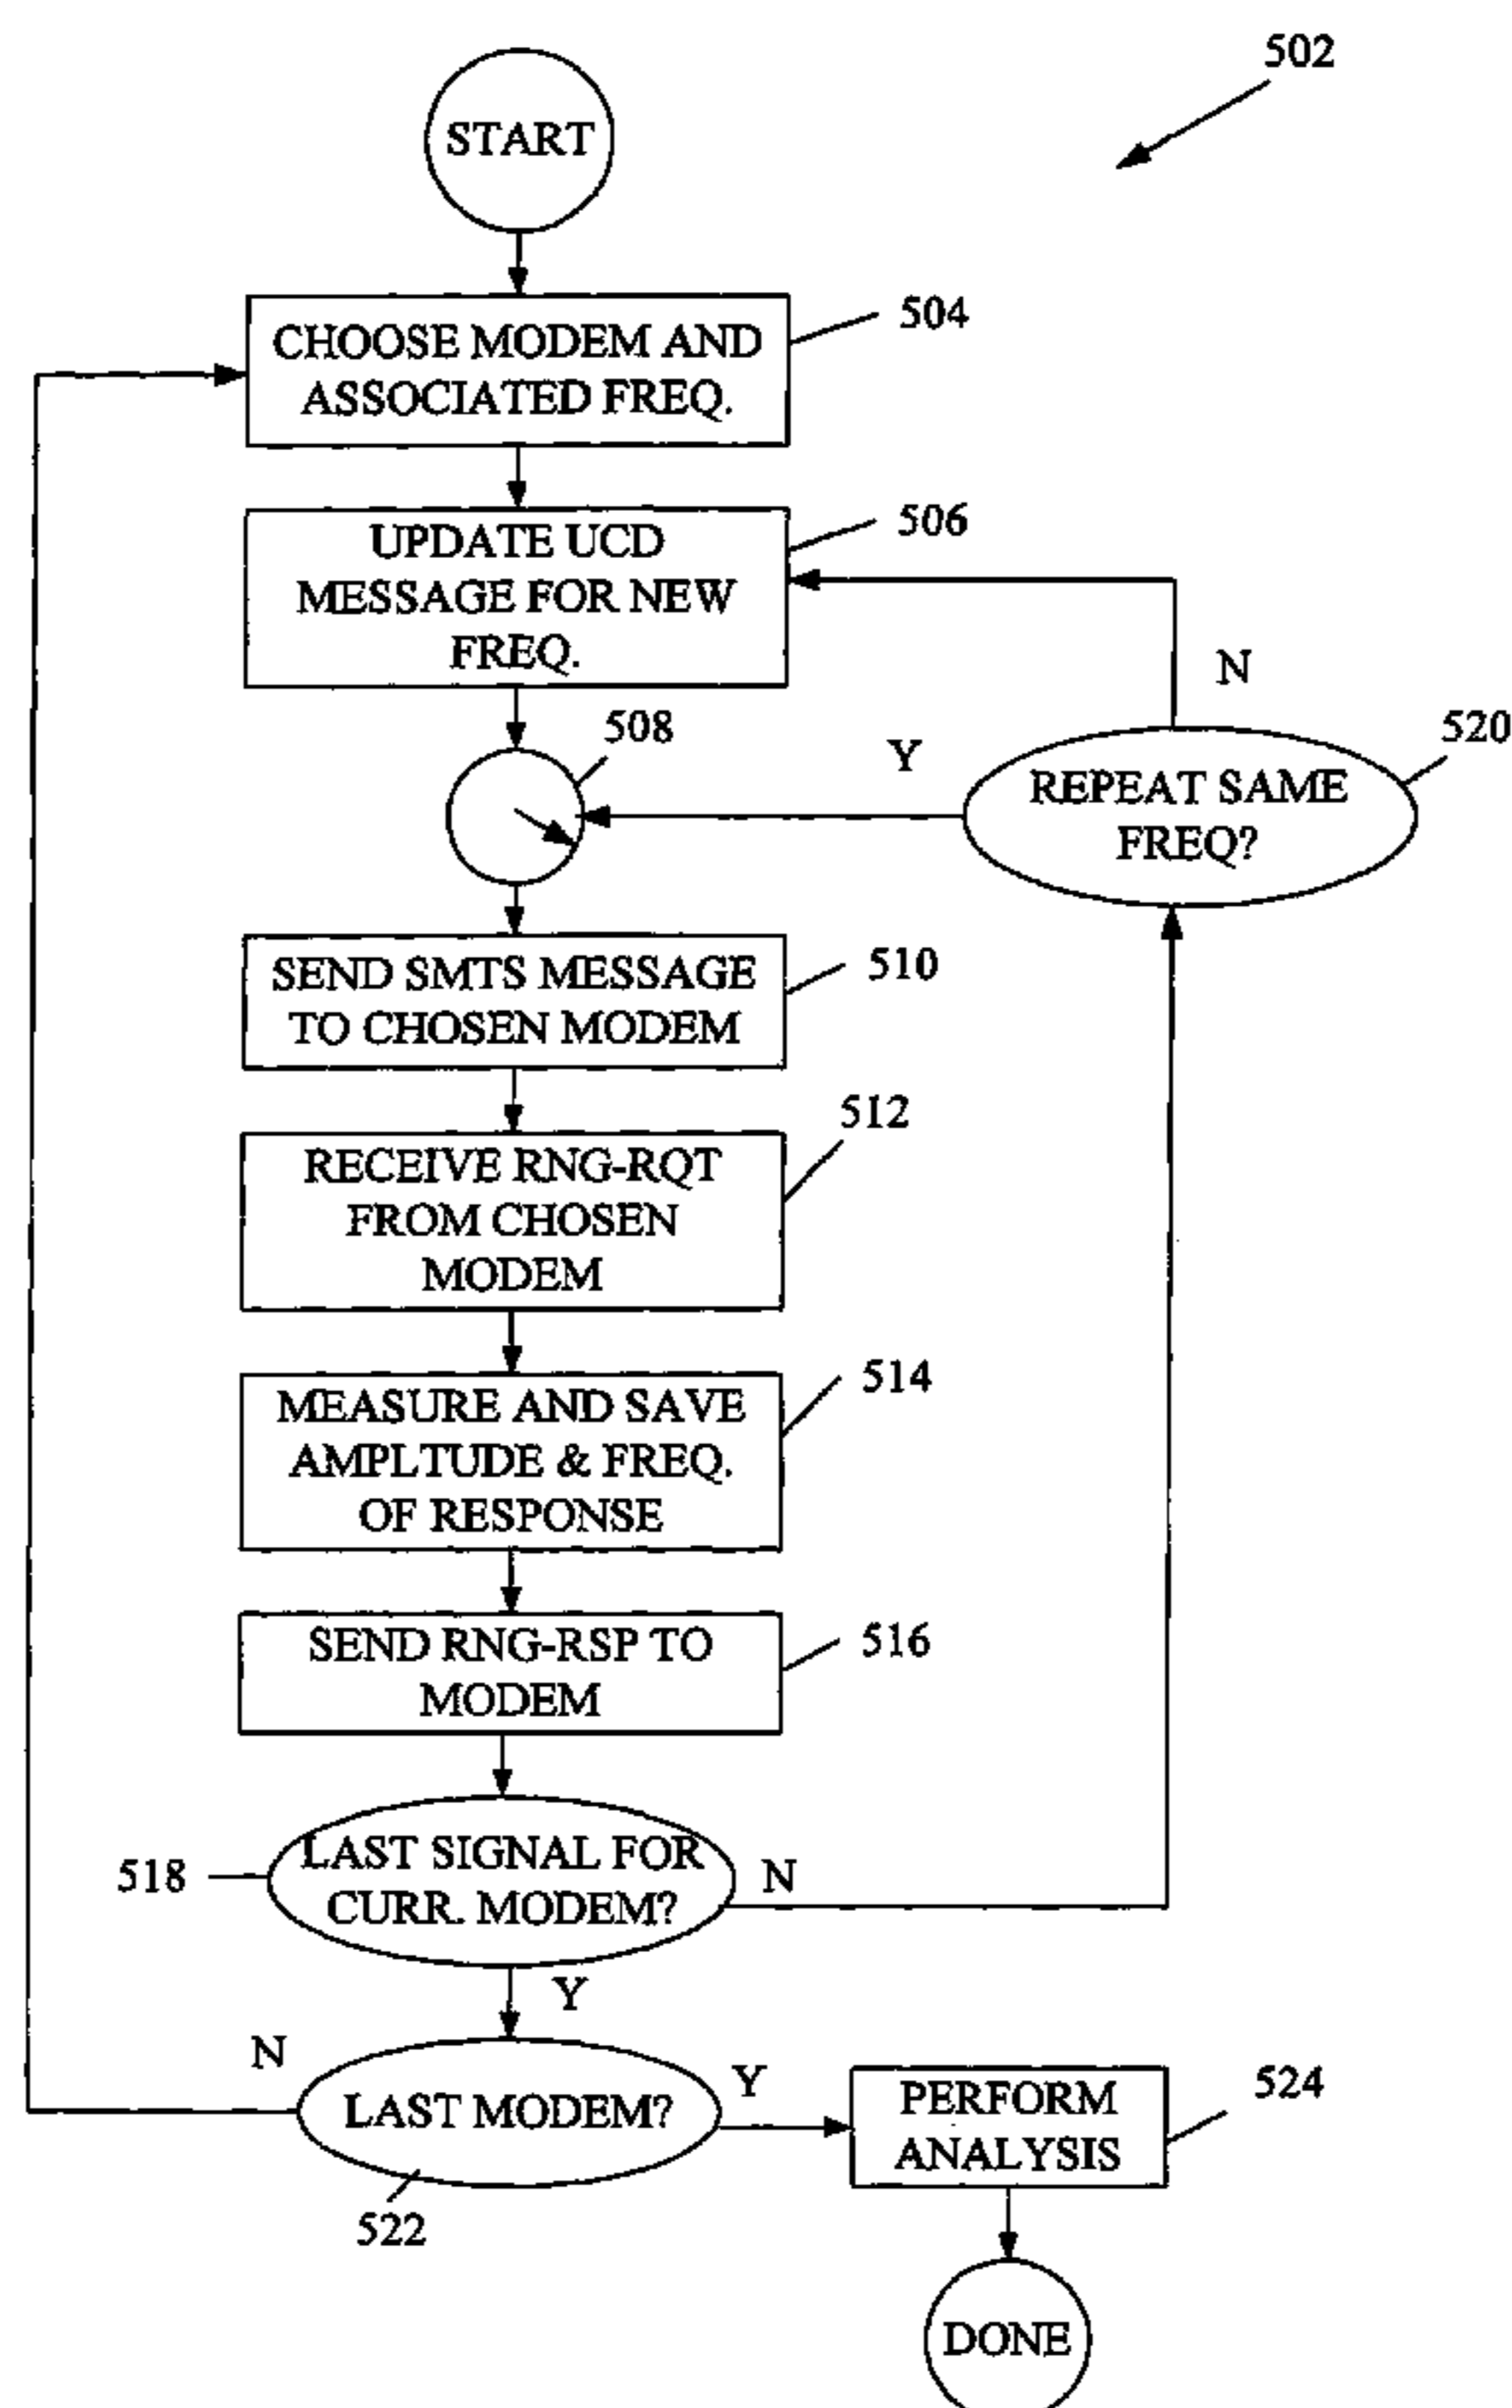 502
START
504
CHOOSE MODEM AND
ASSOCIATED FREQ.
506
UPDATE UCD
MESSAGE FOR NEW
FREQ.
N
508
Y
520
REPEAT SAME
FREQ?
510
SEND SMTS MESSAGE
TO CHOSEN MODEM
512
RECEIVE RNG-RQT
FROM CHOSEN
MODEM
514
MEASURE AND SAVE
AMPLTUDE & FREQ.
OF RESPONSE
516
SEND RNG-RSP TO
MODEM
518
LAST SIGNAL FOR
CURR. MODEM?
N
Y
N
LAST MODEM?
Y
522
PERFORM
ANALYSIS
524
DONE